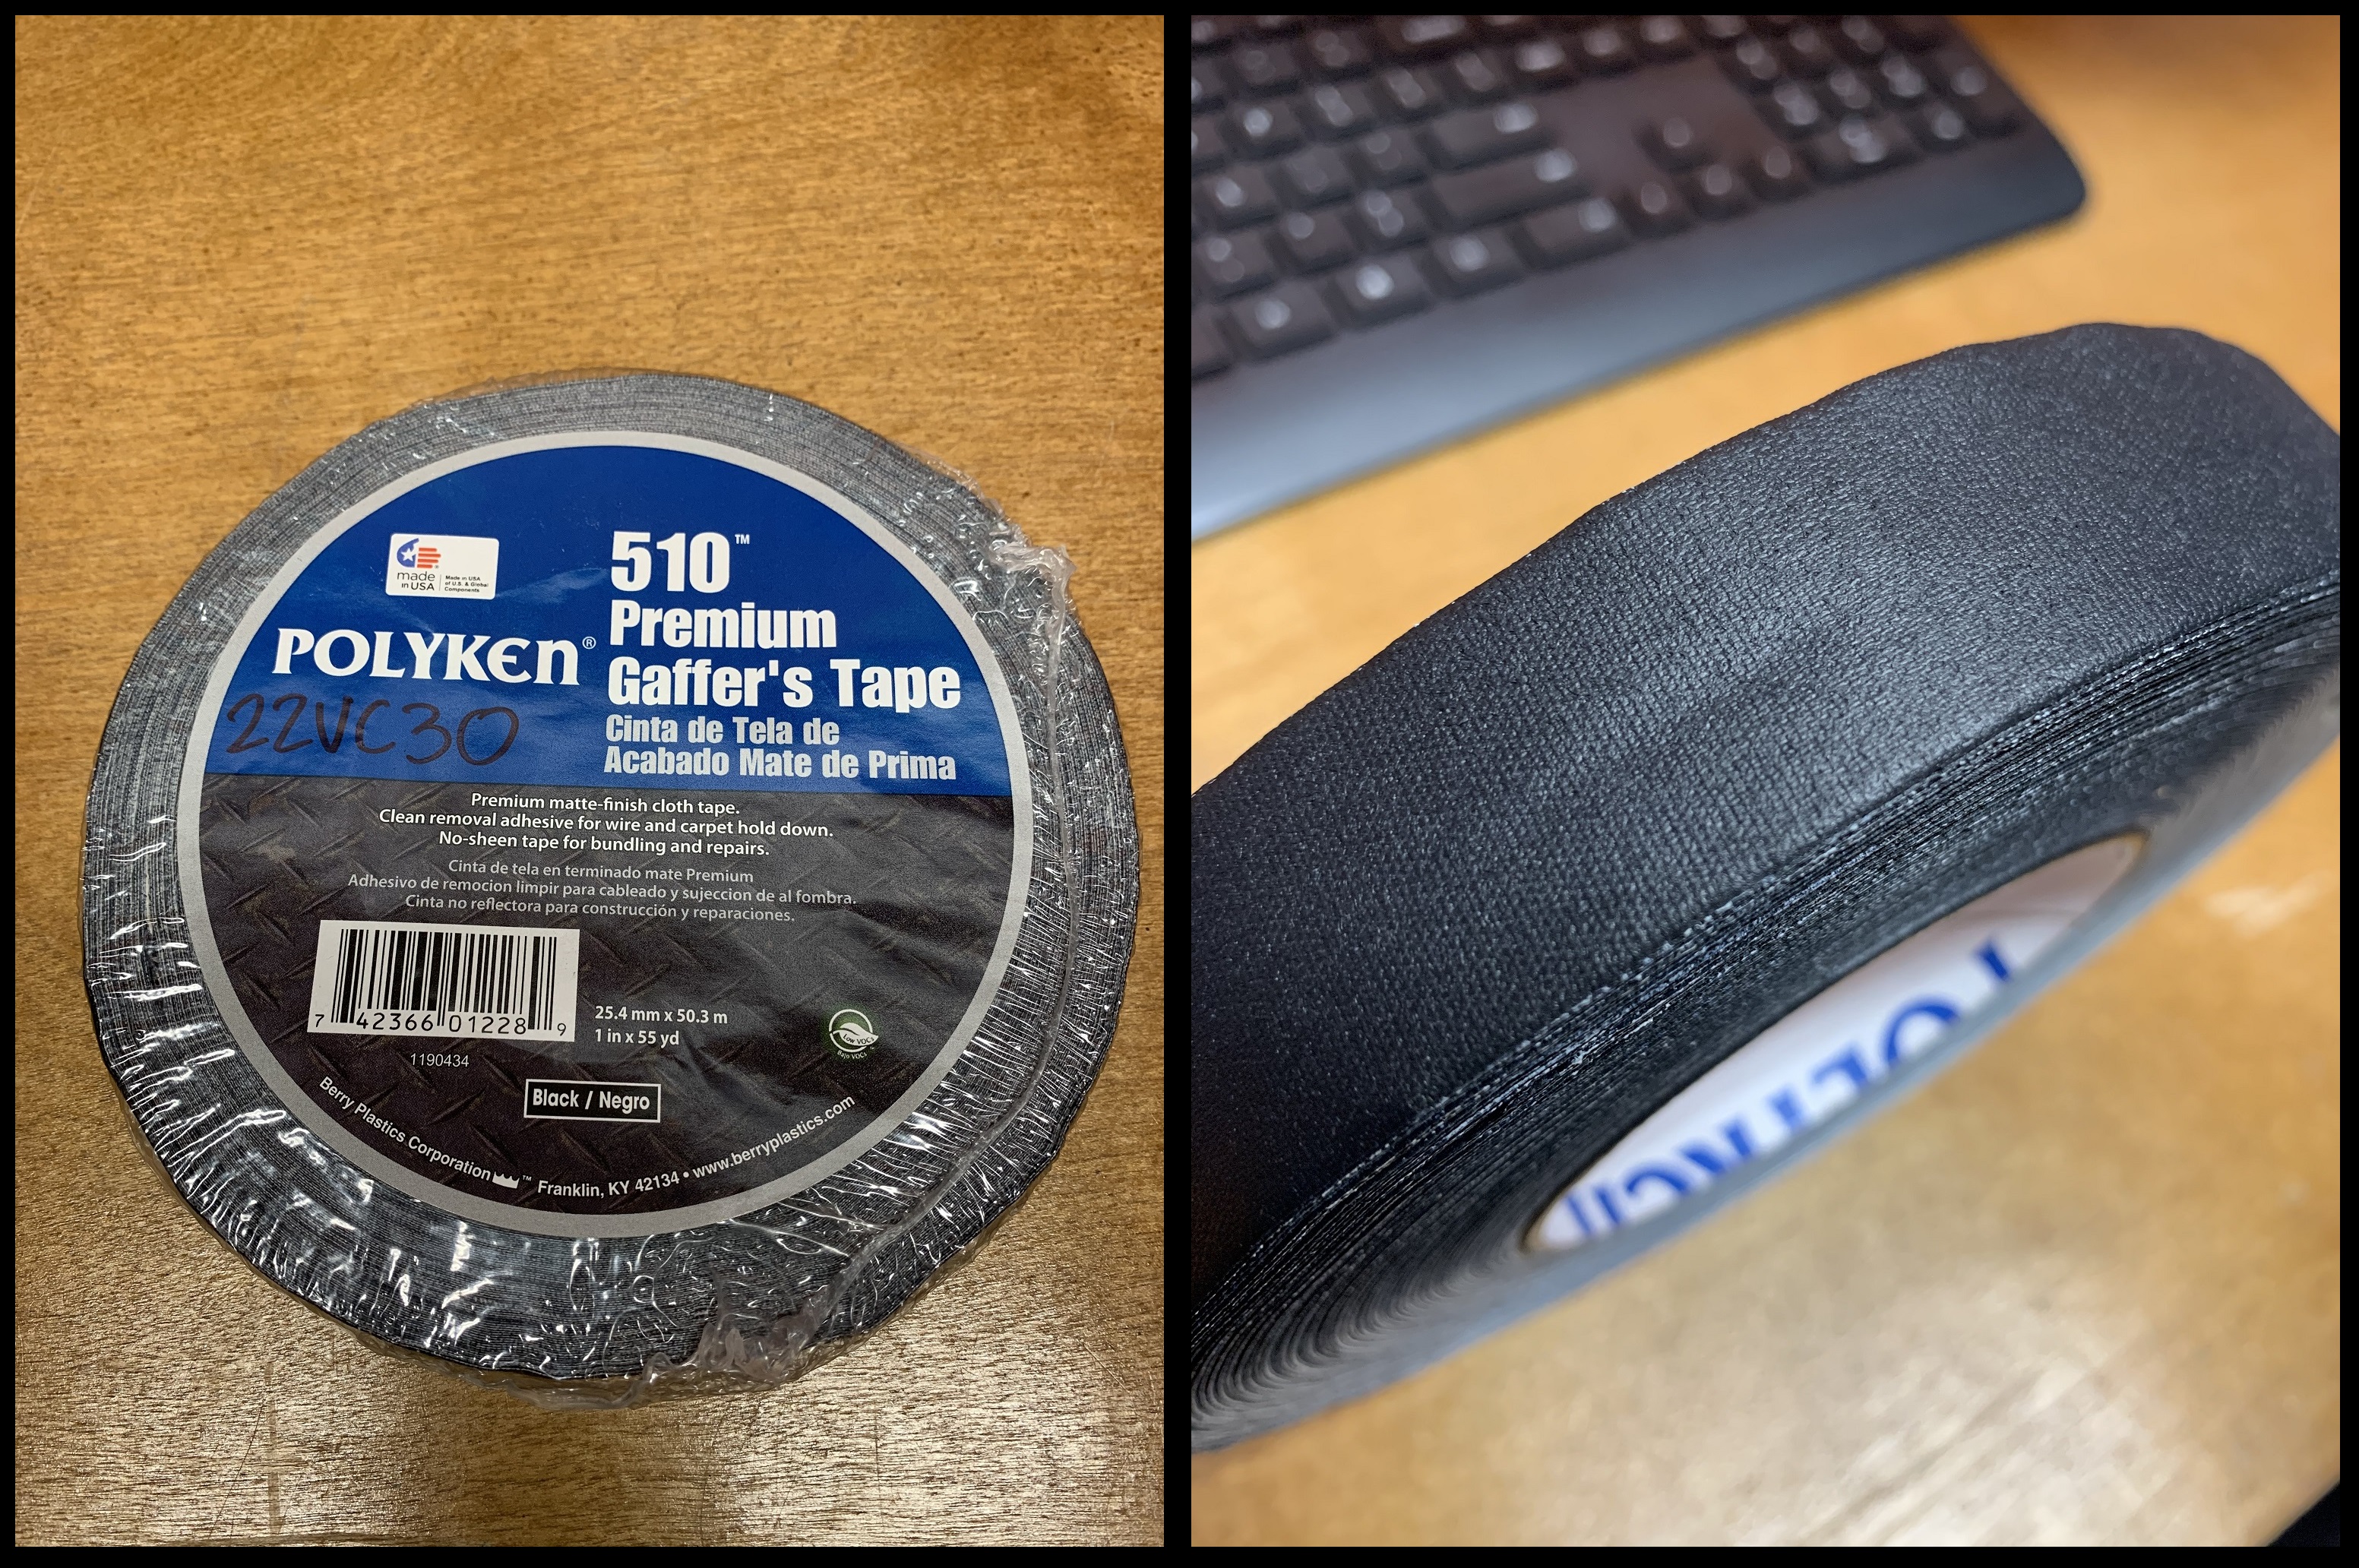 510™
Premium
Gaffer's Tape
Cinta de Tela de
Acabado Mate de Prima
made
in USA
Made in USA
of U.S. & Global
Components
POLYKEN®
22VC30
Premium matte-finish cloth tape.
Clean removal adhesive for wire and carpet hold down.
No-sheen tape for bundling and repairs.
Cinta de tela en terminado mate Premium
Adhesivo de remocion limpir para cableado y sujeccion de al fombra.
Cinta no reflectora para construcción y reparaciones.
7 42366 01228 9
1190434
25.4 mm x 50.3 m
1 in x 55 yd
Low VOCs
Bajo VOCs
Black / Negro
Berry Plastics Corporation™ Franklin, KY 42134 • www.berryplastics.com